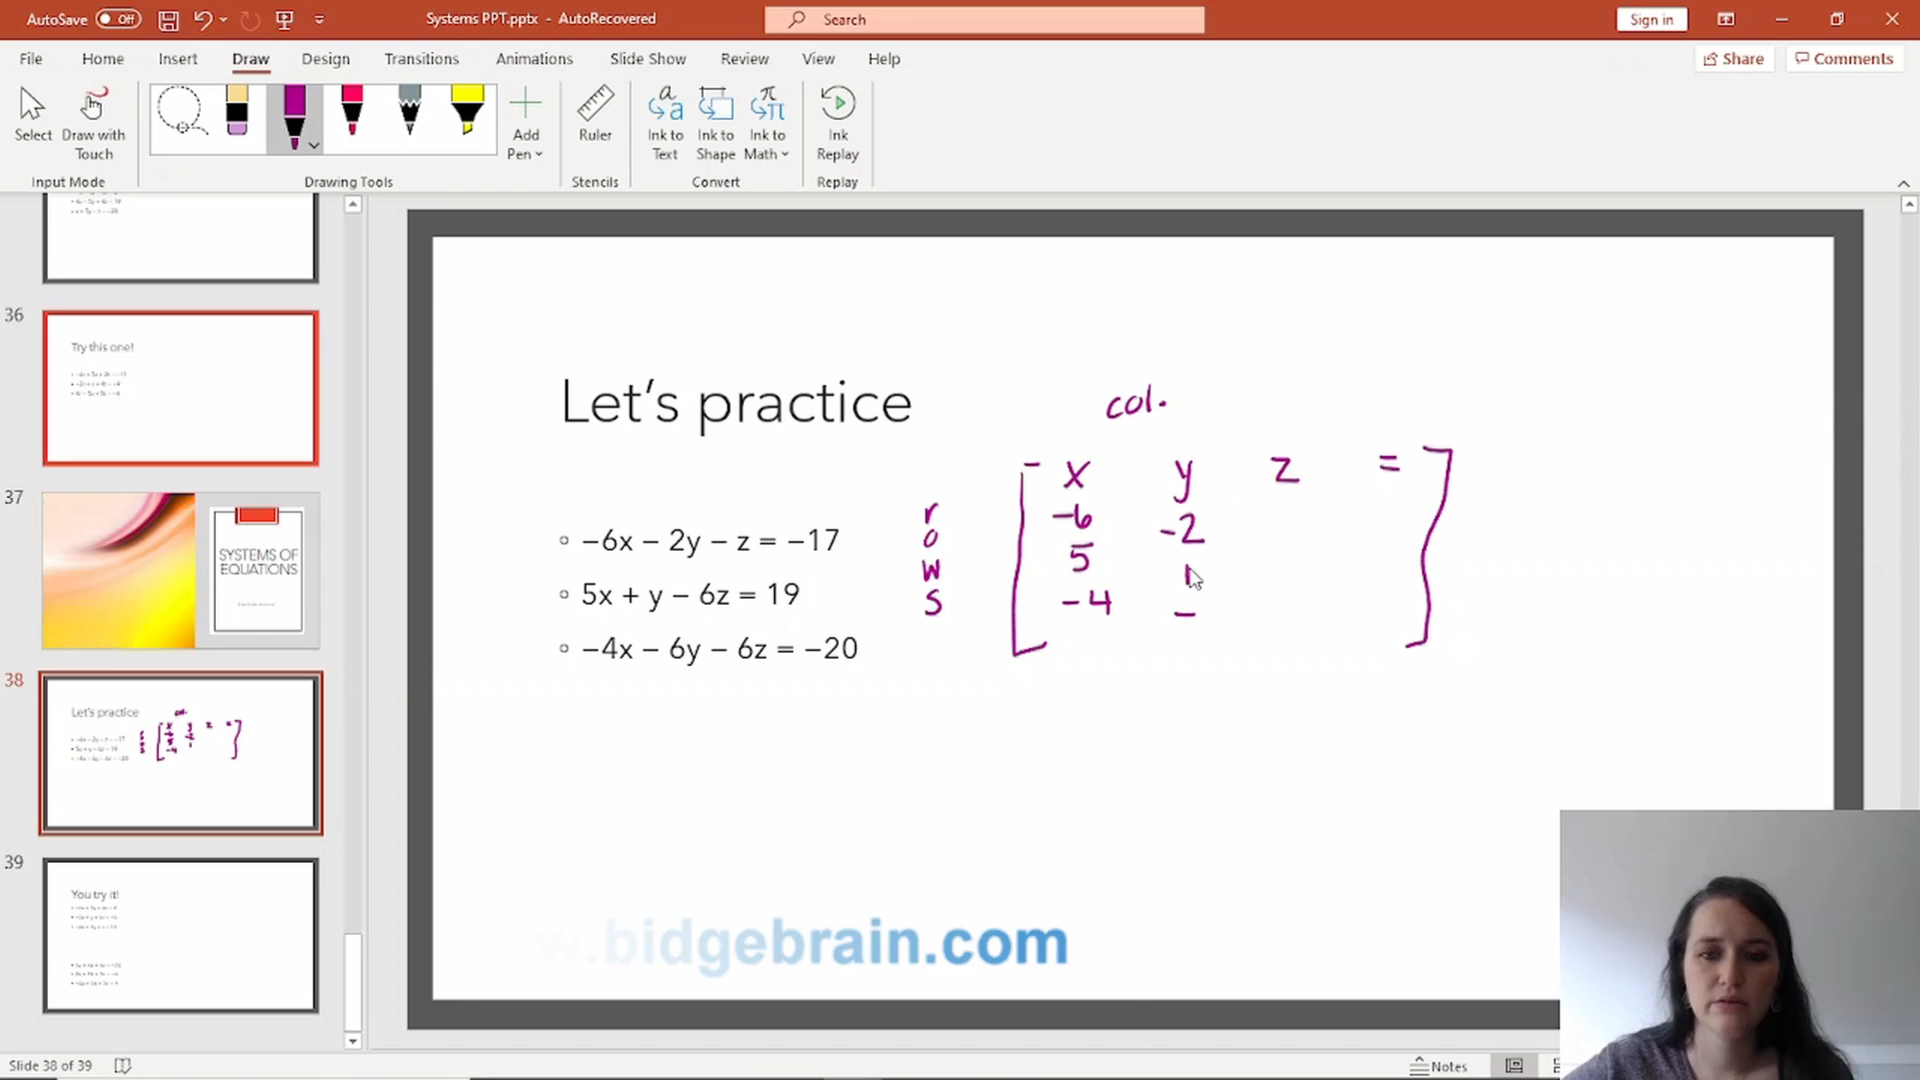 AutoSave Off
Systems PPT.pptx - AutoRecovered
Search
Sign in
File Home Insert Draw Design Transitions Animations Slide Show Review View Help
Share
Comments
Select
Draw with Touch
Input Mode
Drawing Tools
Add Pen
Ruler
Stencils
a
a
Ink to Text
Ink to Shape
π
π
Ink to Math
Convert
Ink Replay
Replay
36
Try this one!
37
SYSTEMS OF
EQUATIONS
38
Let's practice
39
You try it!
Let's practice
−6x − 2y − z = −17
5x + y − 6z = 19
−4x − 6y − 6z = −20
col.
rows
x y z =
-6 -2
5 1
-4 -
bidgebrain.com
Slide 38 of 39
Notes